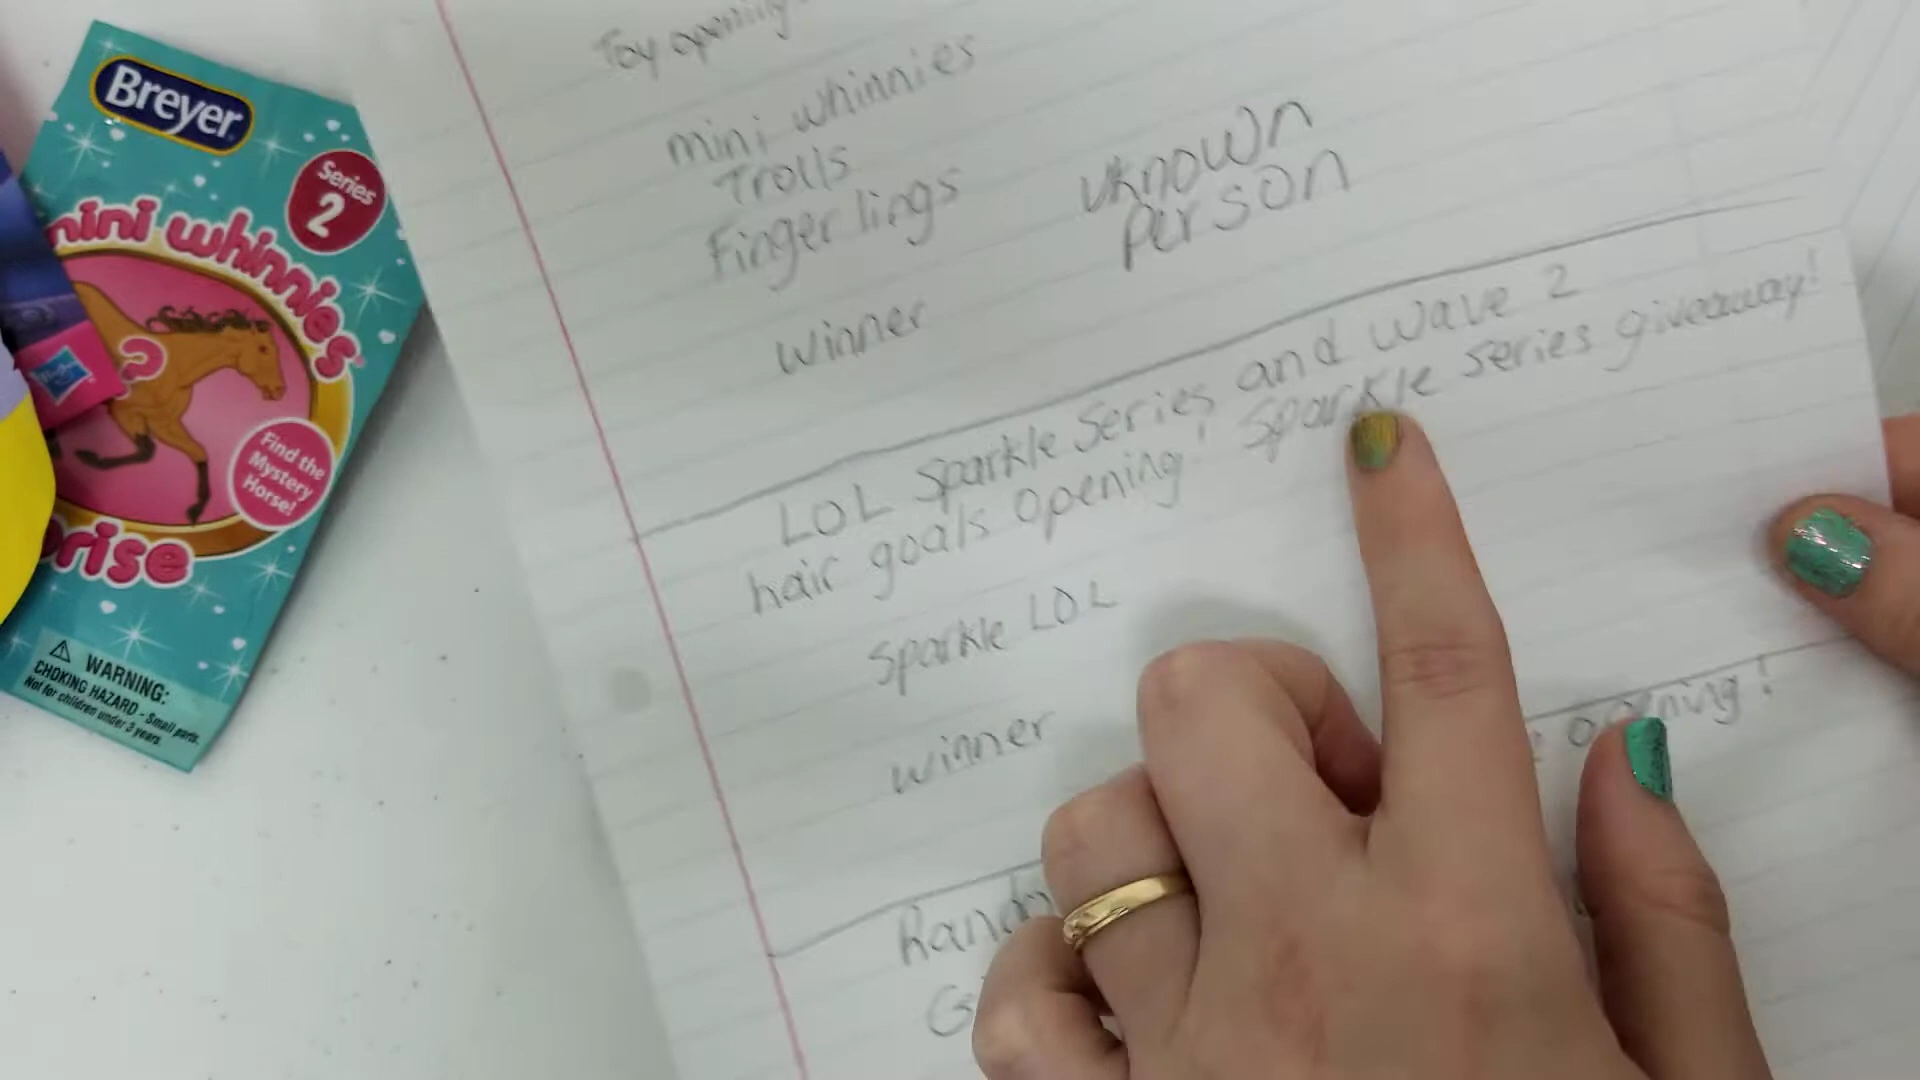 Breyer
Series
2
mini whinnies
?
Find the
Mystery
Horse!
rise
WARNING:
CHOKING HAZARD - Small parts.
Not for children under 3 years.
Toy opening
mini whinnies
Trolls
Finger lings
uknown
person
winner
LOL Sparkle Series and wave 2
hair goals opening! Sparkle series giveaway!
Sparkle LOL
winner
opening!